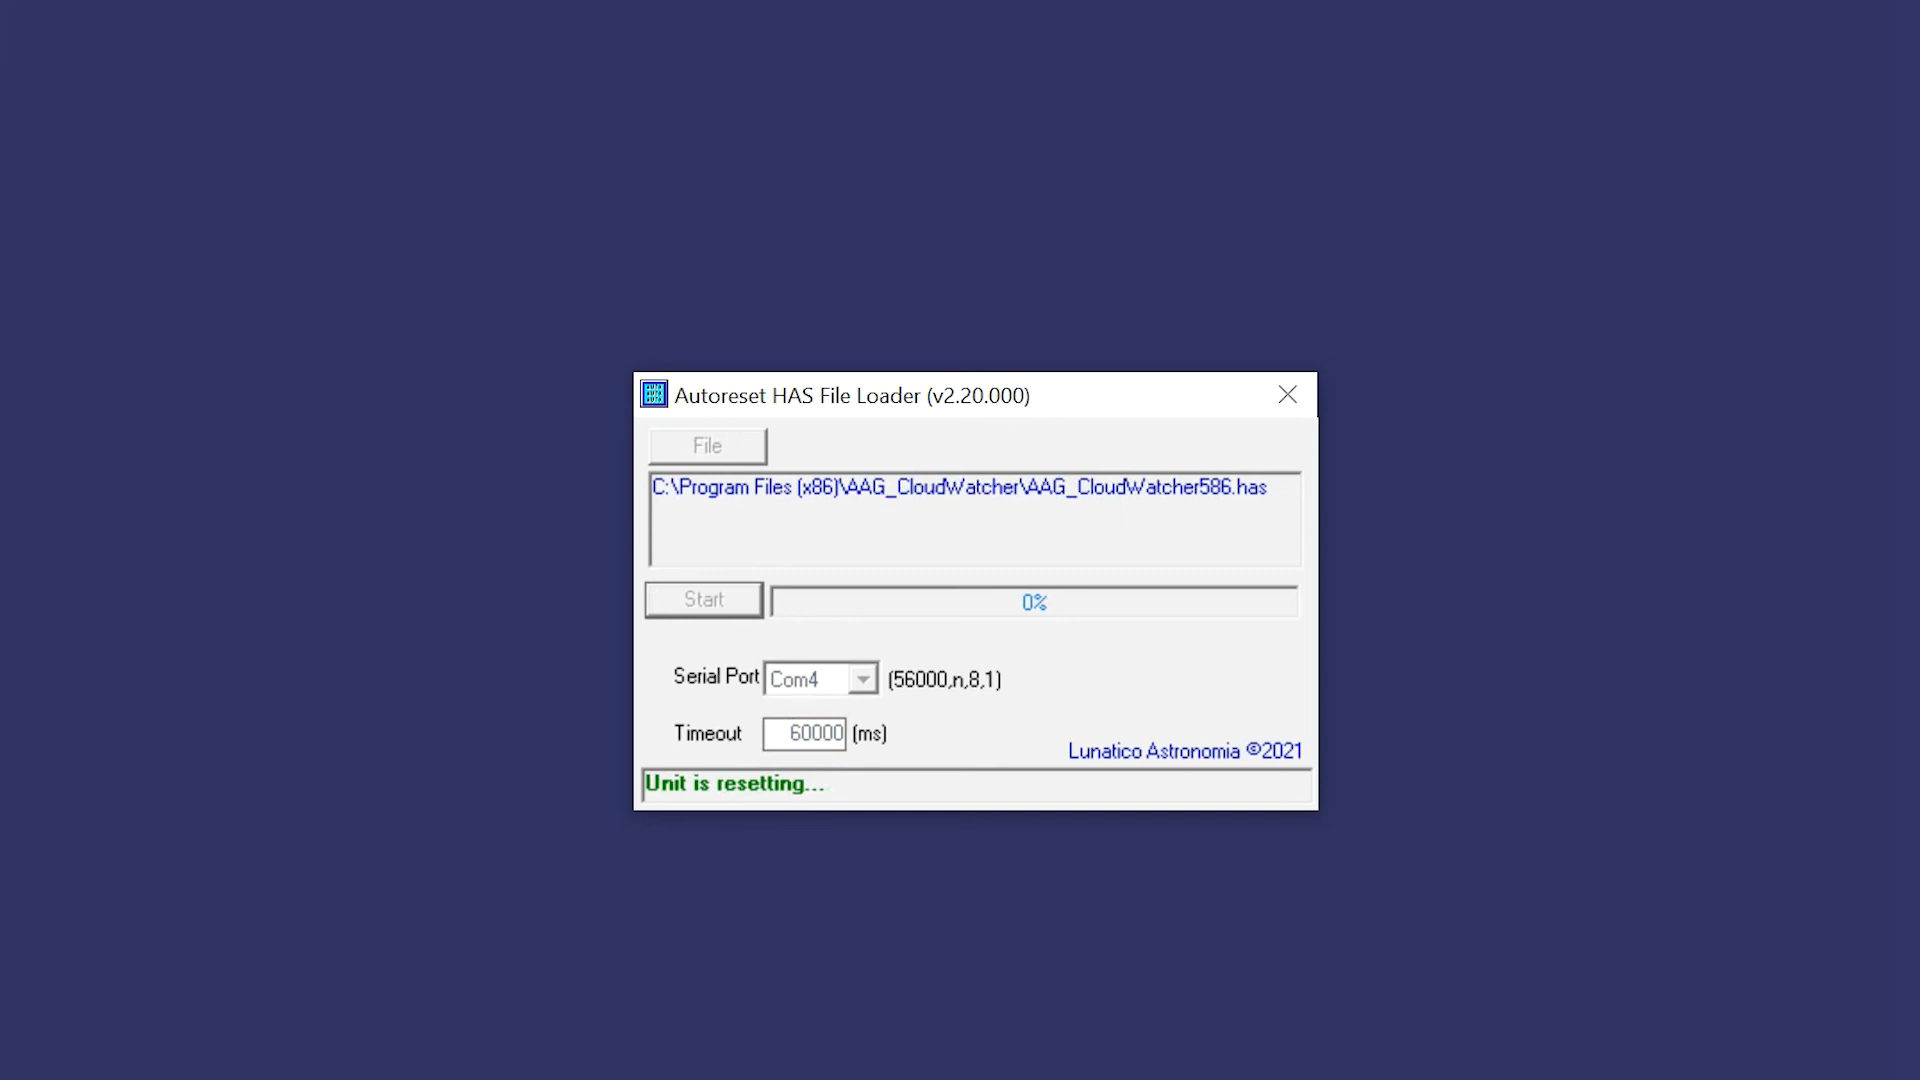 Autoreset HAS File Loader (v2.20.000)
File
C:\Program Files (x86)\AAG_CloudWatcher\AAG_CloudWatcher586.has
Start
0%
Serial Port Com4 (56000,n,8,1)
Timeout 60000 (ms)
Lunatico Astronomia ©2021
Unit is resetting...